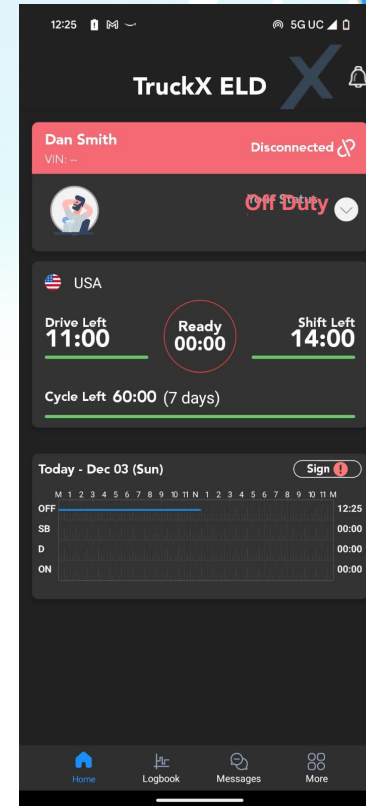 12:25 5G UC
TruckX ELD
Dan Smith
VIN: --
Disconnected
Your Status
Off Duty
USA
Drive Left
11:00
Ready
00:00
Shift Left
14:00
Cycle Left 60:00 (7 days)
Today - Dec 03 (Sun)
Sign
M 1 2 3 4 5 6 7 8 9 10 11 N 1 2 3 4 5 6 7 8 9 10 11 M
OFF 12:25
SB 00:00
D 00:00
ON 00:00
Home Logbook Messages More